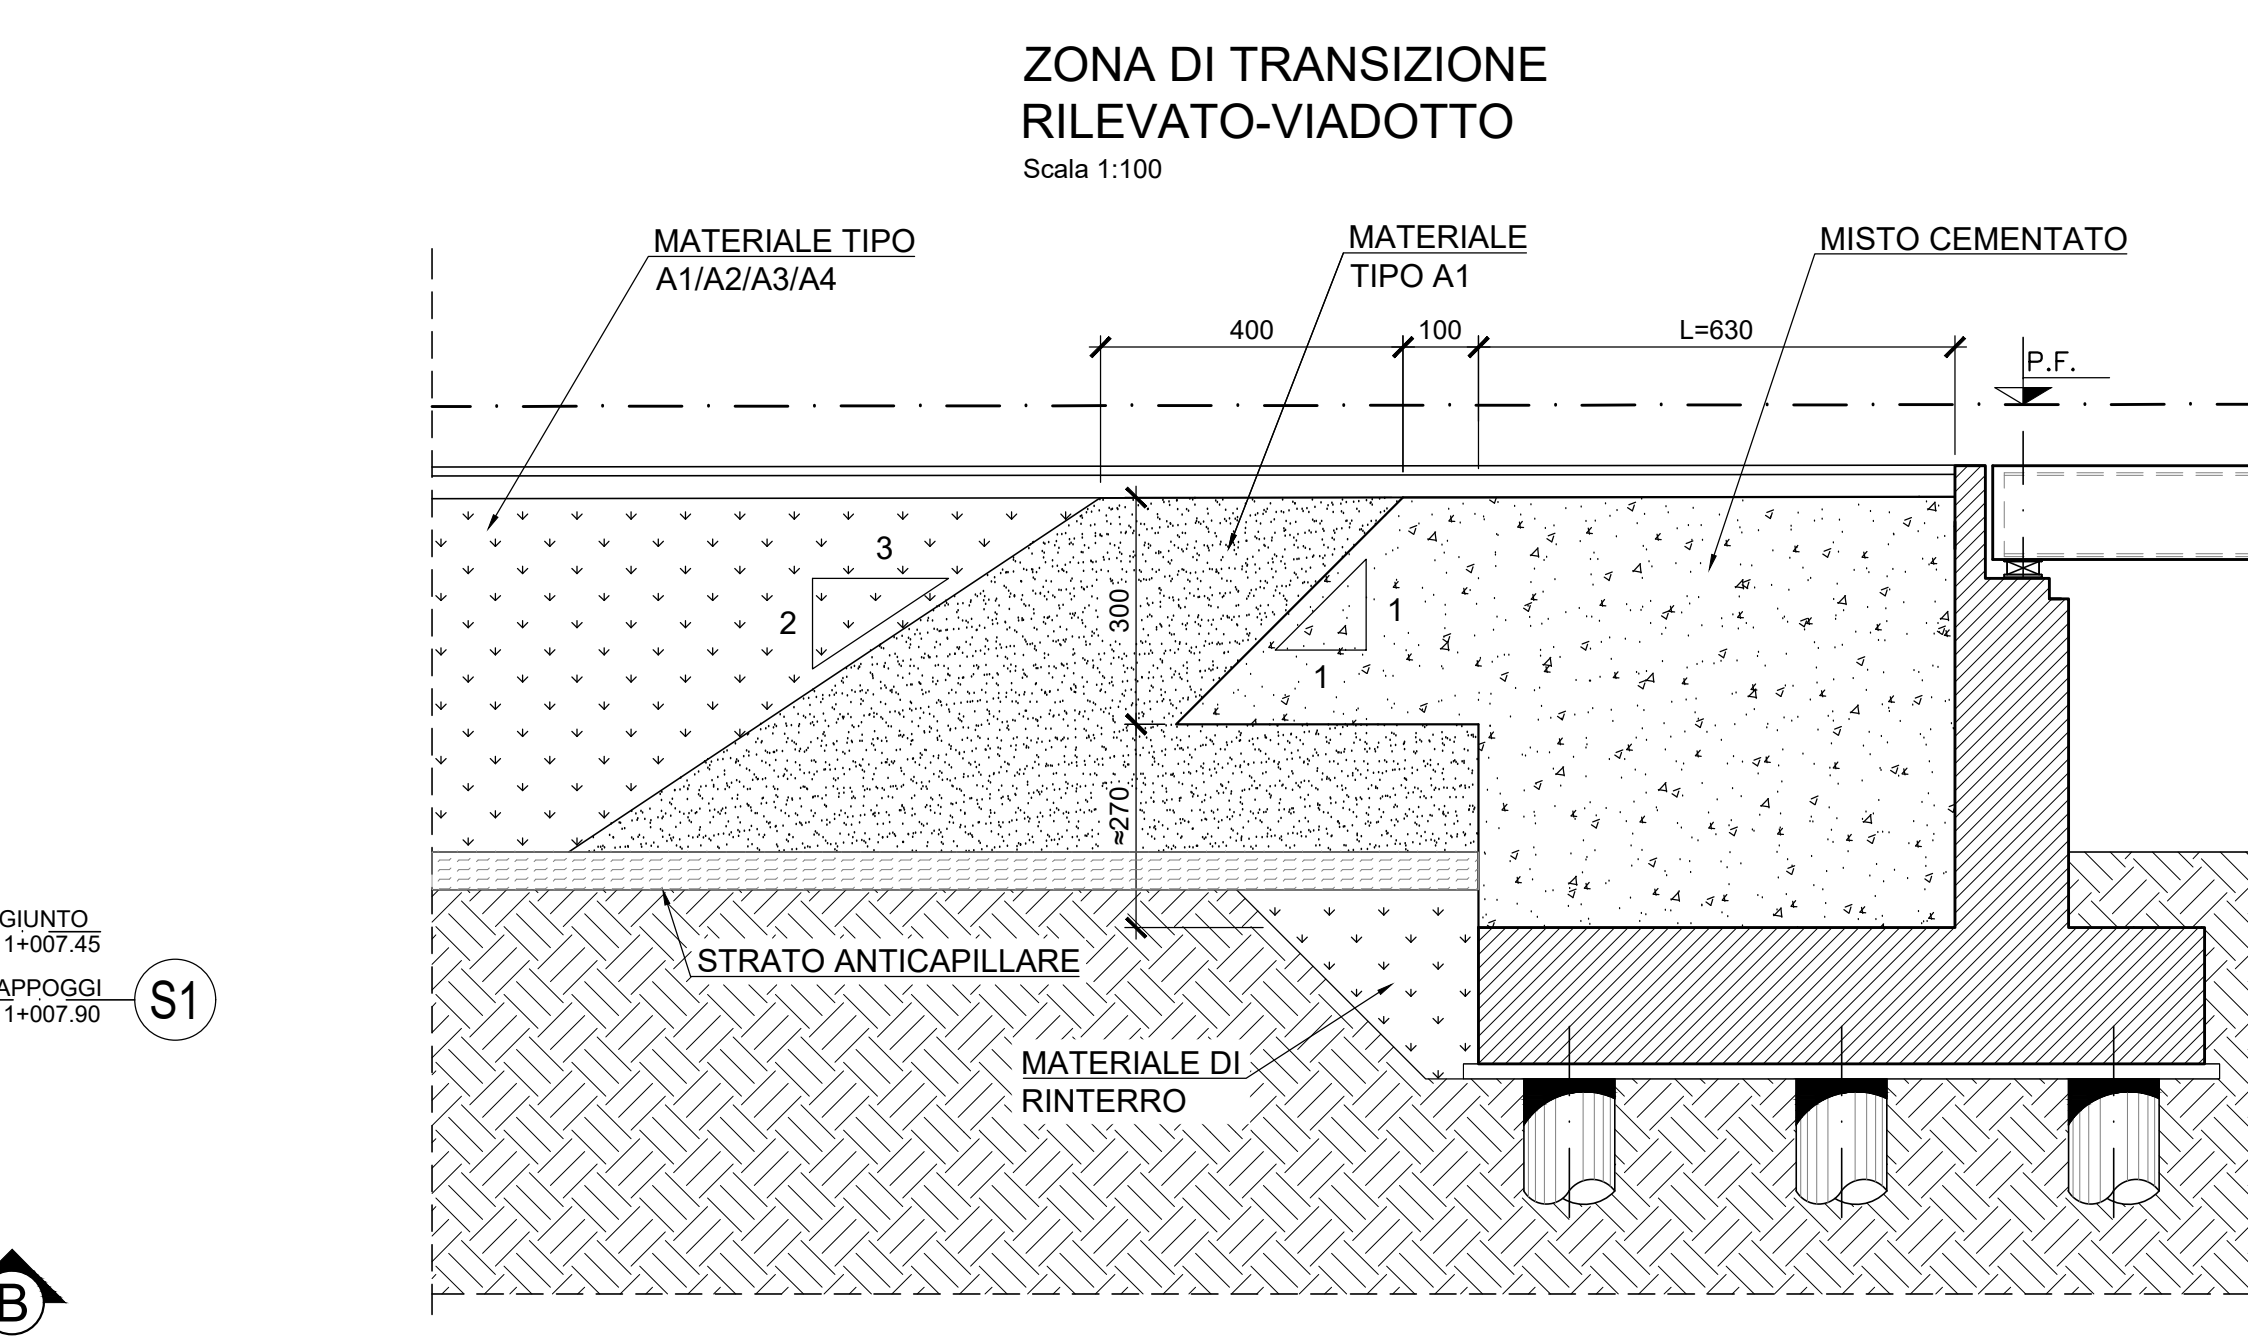 ZONA DI TRANSIZIONE
RILEVATO-VIADOTTO
Scala 1:100
MATERIALE TIPO
A1/A2/A3/A4
MATERIALE
TIPO A1
MISTO CEMENTATO
400
100
L=630
P.F.
3
2
300
1
1
≈270
GIUNTO
1+007.45
APPOGGI
1+007.90
S1
STRATO ANTICAPILLARE
MATERIALE DI
RINTERRO
B